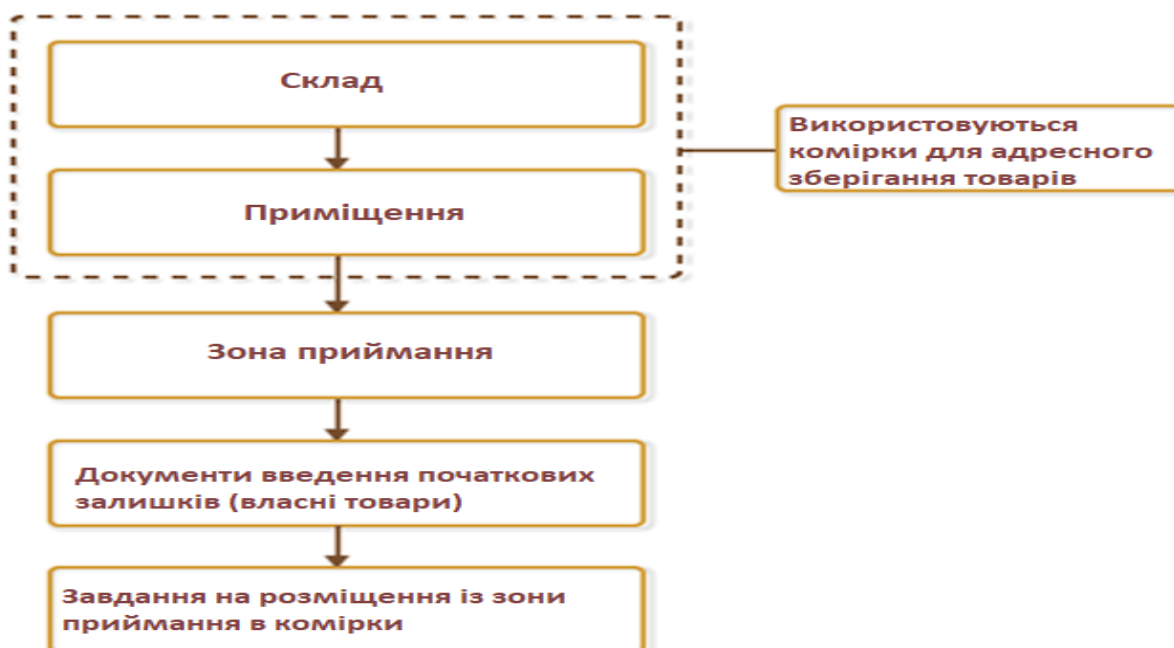 Склад
Використовуються
комірки для адресного
зберігання товарів
Приміщення
Зона приймання
Документи введення початкових
залишків (власні товари)
Завдання на розміщення із зони
приймання в комірки